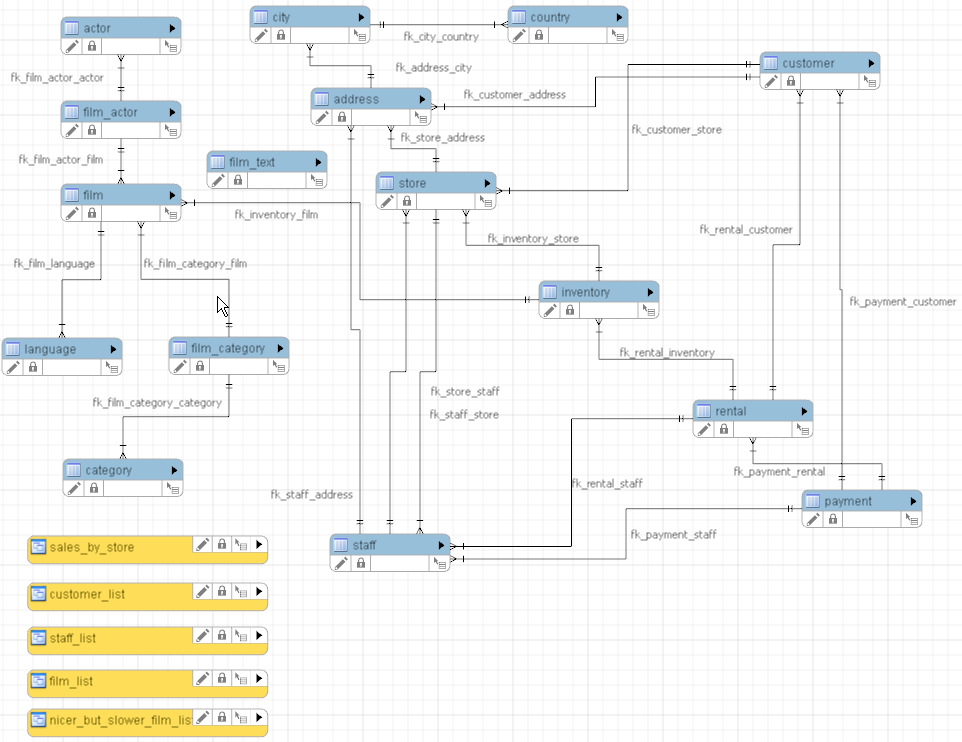 city
country
actor
fk_city_country
customer
fk_film_actor_actor
fk_address_city
address
fk_customer_address
film_actor
fk_customer_store
fk_store_address
fk_film_actor_film
film_text
store
film
fk_inventory_film
fk_rental_customer
fk_inventory_store
fk_film_language
fk_film_category_film
inventory
fk_payment_customer
language
film_category
fk_rental_inventory
fk_store_staff
fk_film_category_category
rental
fk_staff_store
category
fk_payment_rental
fk_rental_staff
fk_staff_address
payment
fk_payment_staff
staff
sales_by_store
customer_list
staff_list
film_list
nicer_but_slower_film_lis